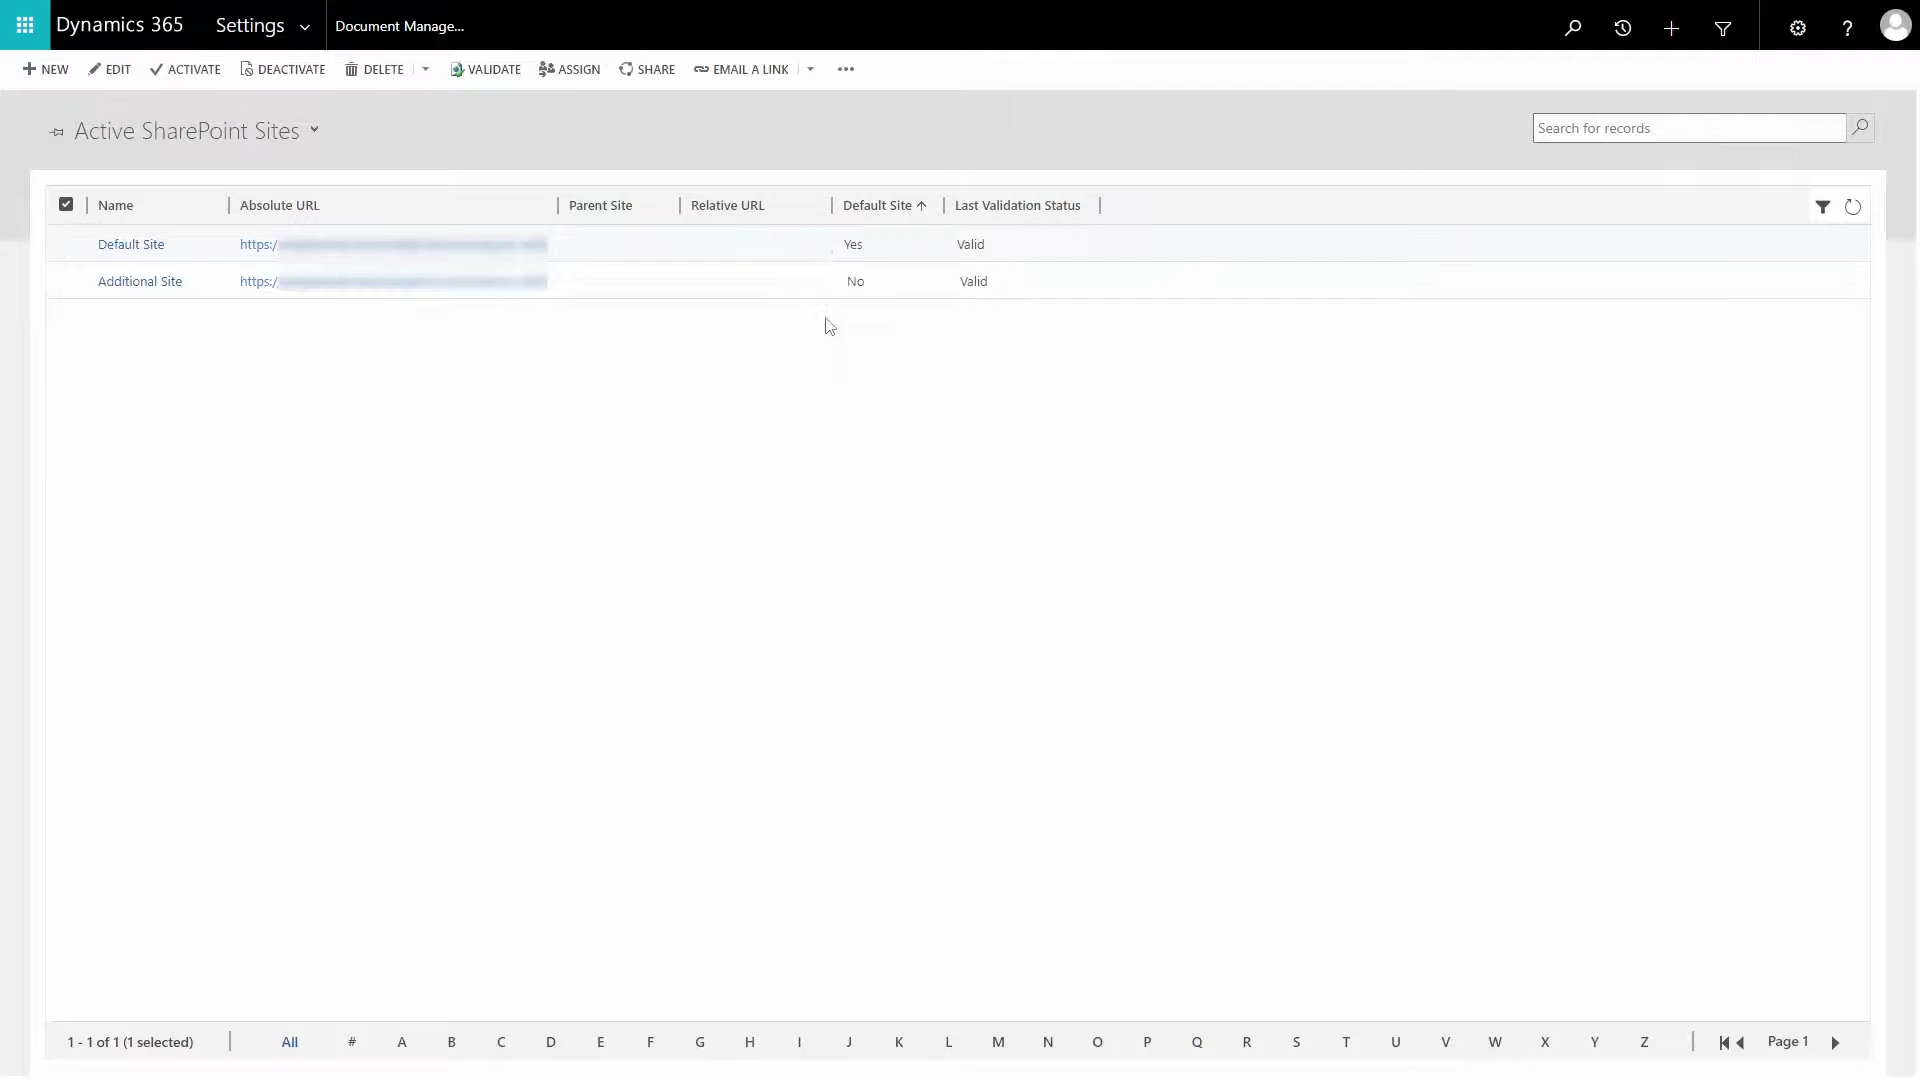 Dynamics 365 Settings Document Manage...
NEW EDIT ACTIVATE DEACTIVATE DELETE VALIDATE ASSIGN SHARE EMAIL A LINK
Active SharePoint Sites
Search for records
Name Absolute URL Parent Site Relative URL Default Site Last Validation Status
Default Site https:/ Yes Valid
Additional Site https:/ No Valid
1 - 1 of 1 (1 selected) All # A B C D E F G H I J K L M N O P Q R S T U V W X Y Z Page 1